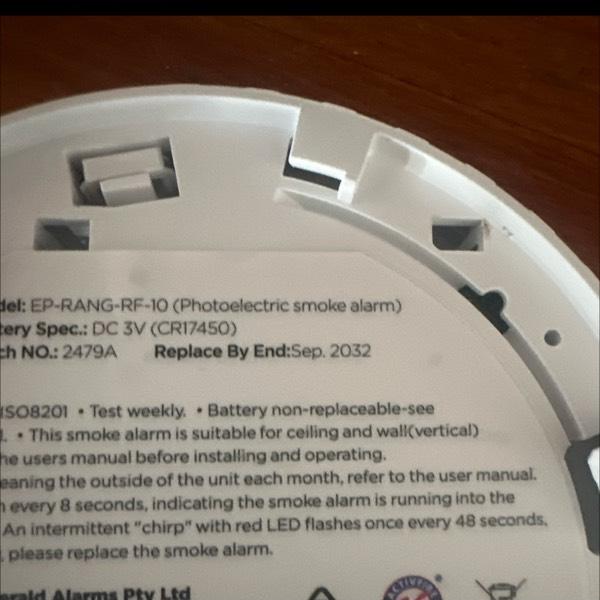 del: EP-RANG-RF-10 (Photoelectric smoke alarm)
tery Spec.: DC 3V (CR17450)
ch NO.: 2479A Replace By End:Sep. 2032
ISO8201 • Test weekly. • Battery non-replaceable-see
l. • This smoke alarm is suitable for ceiling and wall(vertical)
he users manual before installing and operating.
eaning the outside of the unit each month, refer to the user manual.
n every 8 seconds, indicating the smoke alarm is running into the
An intermittent "chirp" with red LED flashes once every 48 seconds,
, please replace the smoke alarm.
erald Alarms Pty Ltd
ACTIVFIRE